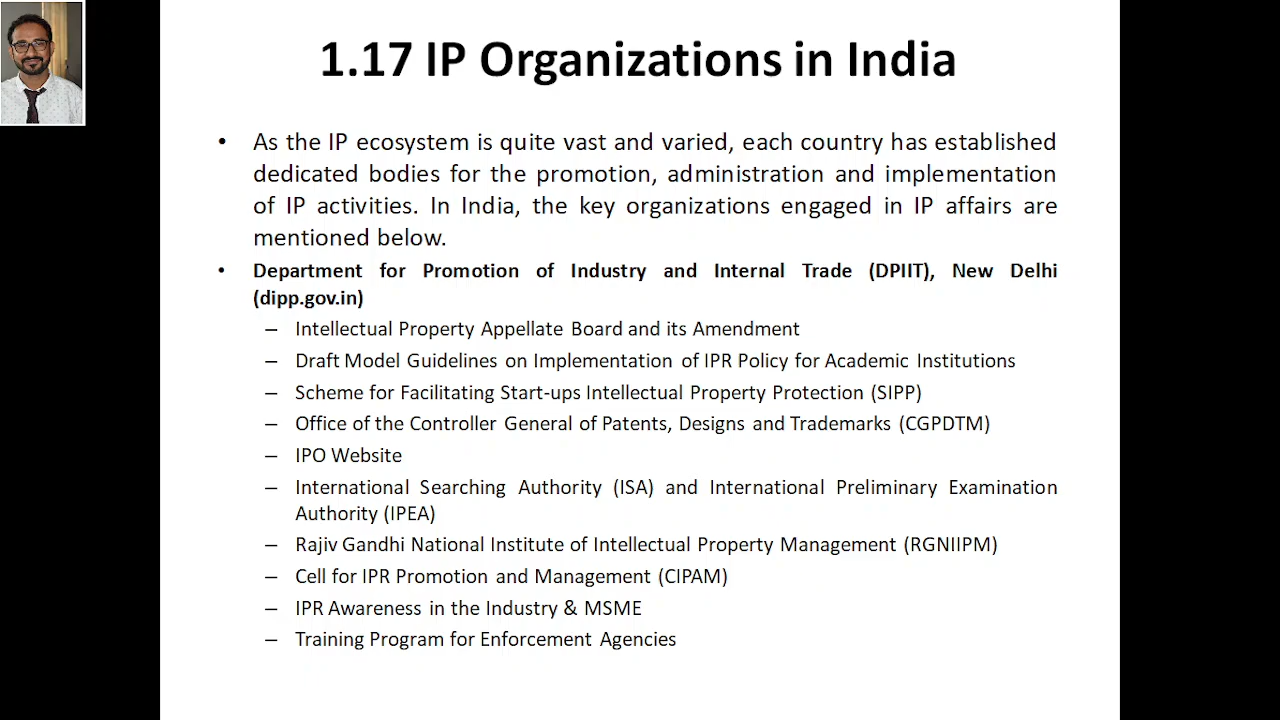 1.17 IP Organizations in India
• As the IP ecosystem is quite vast and varied, each country has established
dedicated bodies for the promotion, administration and implementation
of IP activities. In India, the key organizations engaged in IP affairs are
mentioned below.
• Department for Promotion of Industry and Internal Trade (DPIIT), New Delhi
(dipp.gov.in)
– Intellectual Property Appellate Board and its Amendment
– Draft Model Guidelines on Implementation of IPR Policy for Academic Institutions
– Scheme for Facilitating Start-ups Intellectual Property Protection (SIPP)
– Office of the Controller General of Patents, Designs and Trademarks (CGPDTM)
– IPO Website
– International Searching Authority (ISA) and International Preliminary Examination
Authority (IPEA)
– Rajiv Gandhi National Institute of Intellectual Property Management (RGNIIPM)
– Cell for IPR Promotion and Management (CIPAM)
– IPR Awareness in the Industry & MSME
– Training Program for Enforcement Agencies